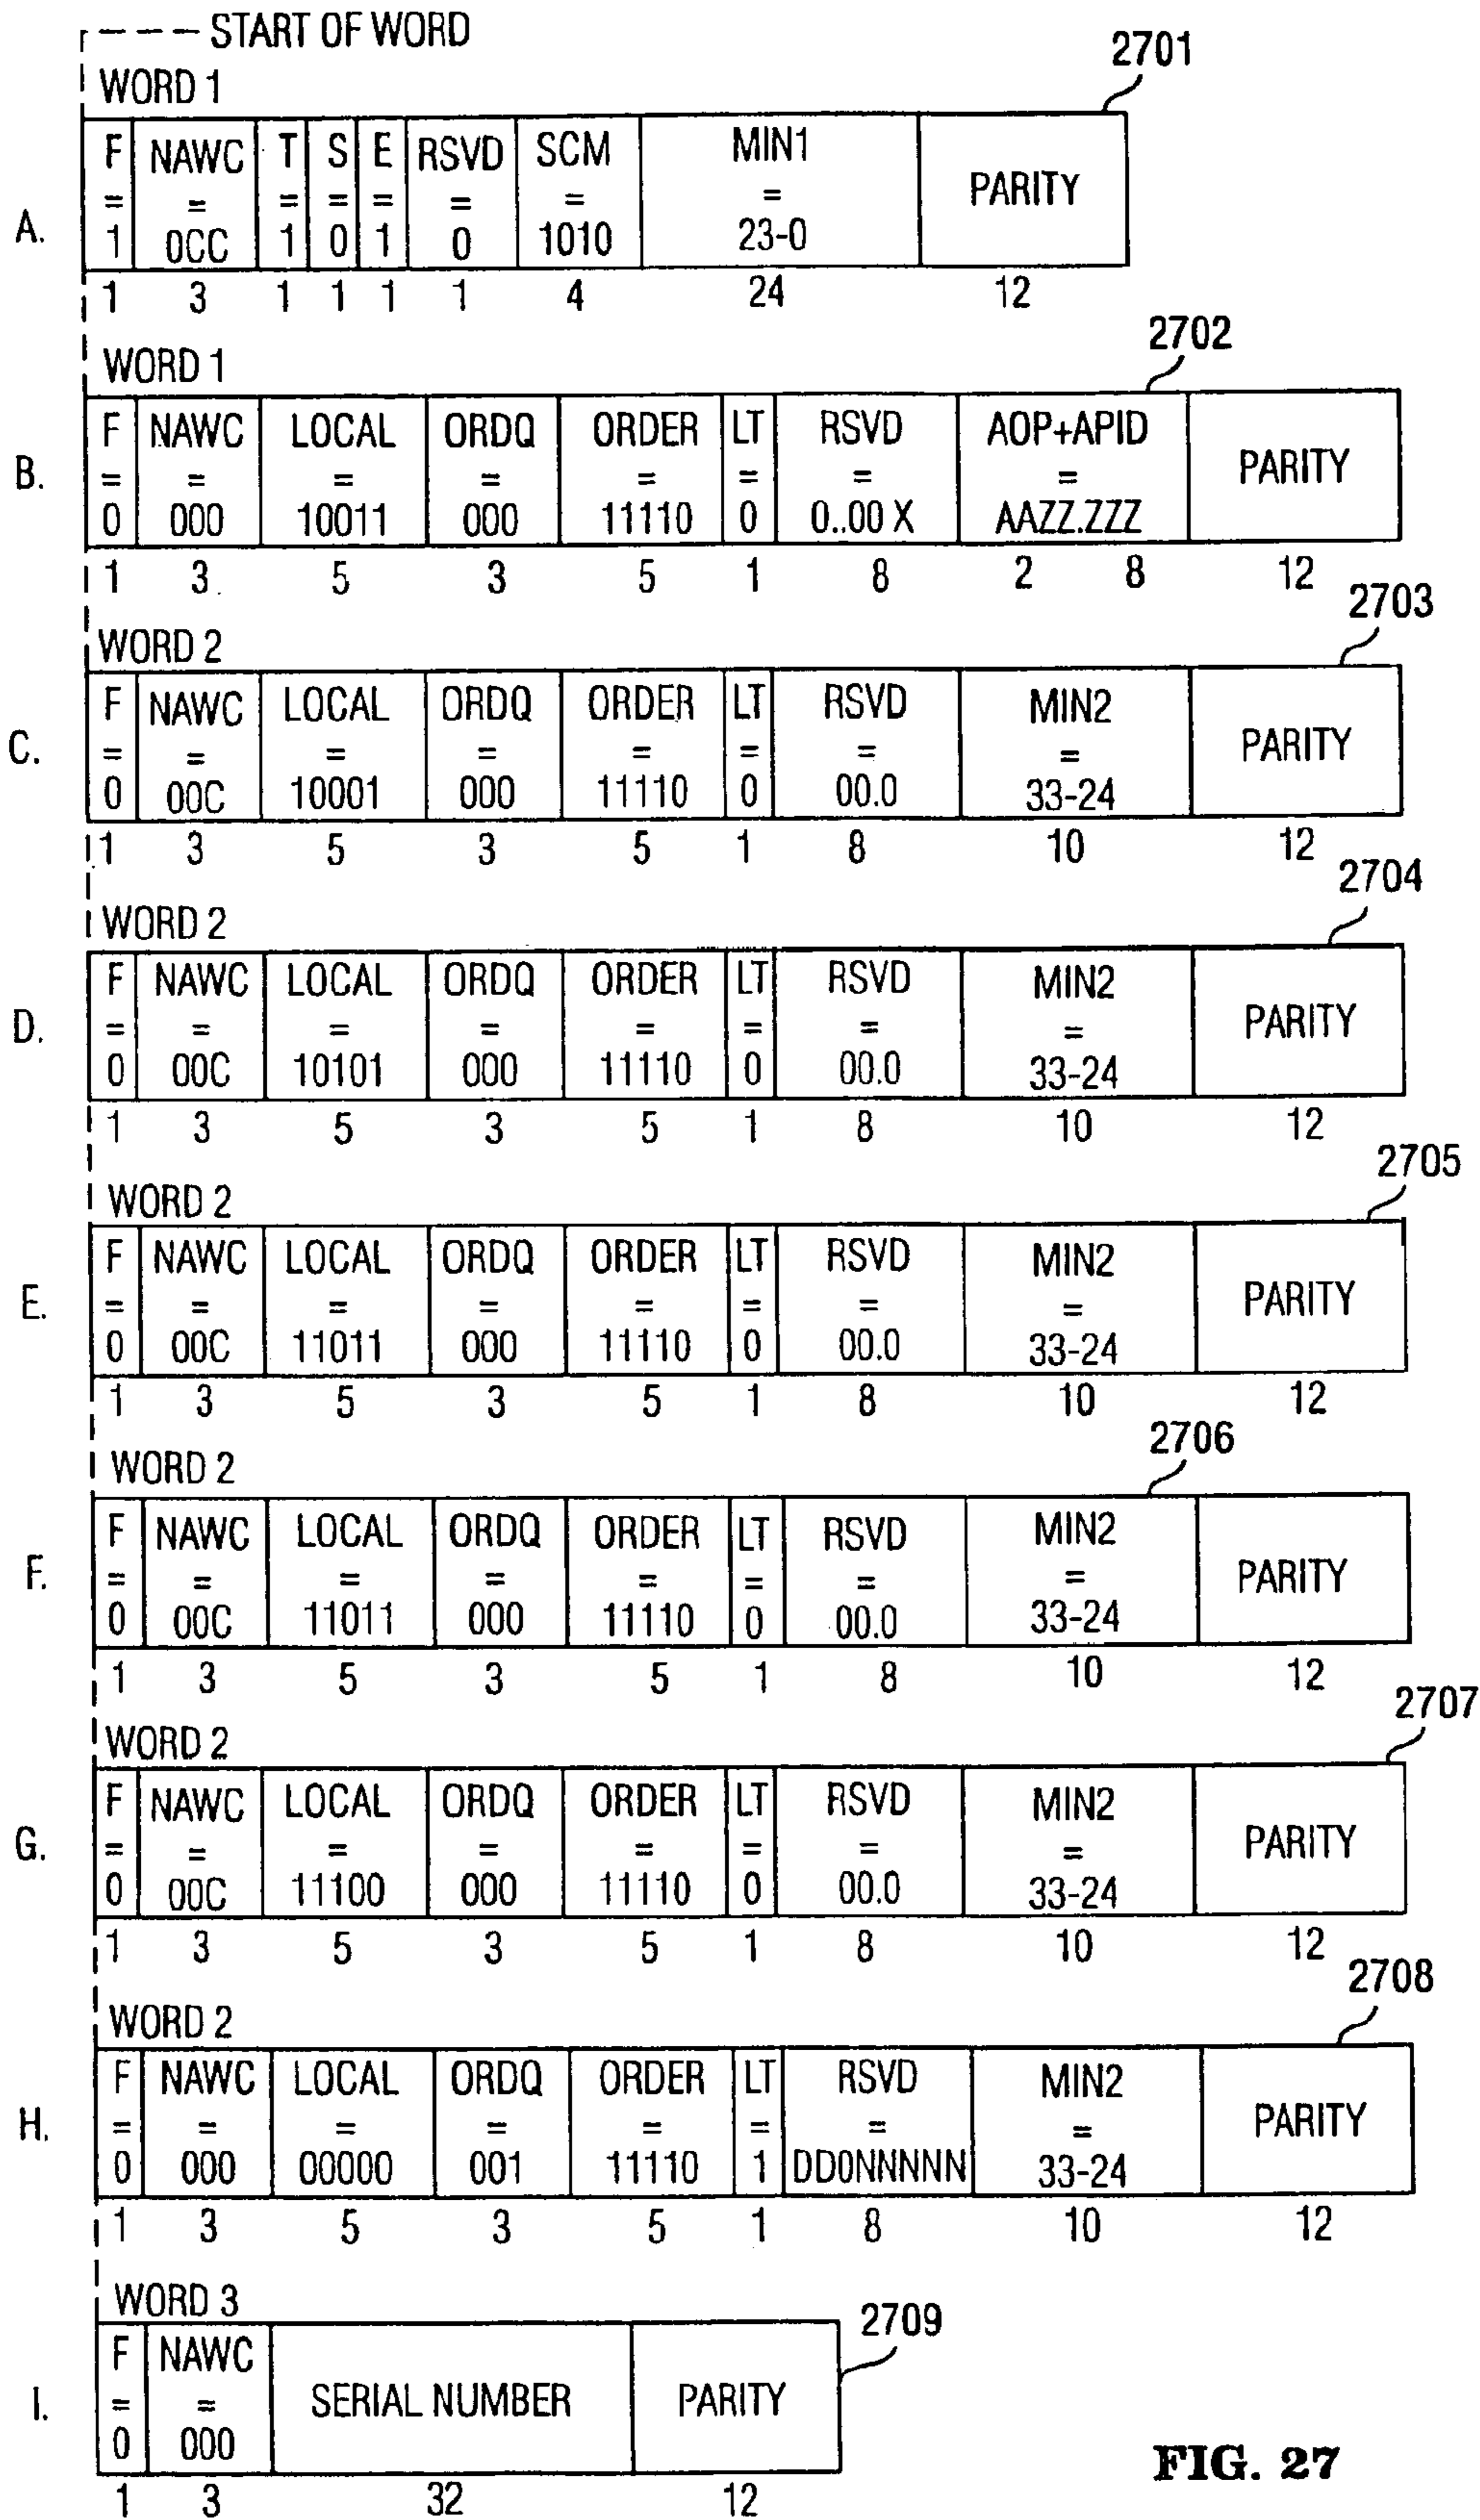 START OF WORD
WORD 1
2701
A.
F NAWC T S E RSVD SCM MIN1 PARITY
= = = = = = = =
1 0CC 1 0 1 0 1010 23-0
1 3 1 1 1 1 4 24 12
WORD 1
2702
B.
F NAWC LOCAL ORDQ ORDER LT RSVD AOP+APID PARITY
= = = = = = = =
0 000 10011 000 11110 0 0..00 X AAZZ.ZZZ
1 3 5 3 5 1 8 2 8 12
WORD 2
2703
C.
F NAWC LOCAL ORDQ ORDER LT RSVD MIN2 PARITY
= = = = = = = =
0 00C 10001 000 11110 0 00.0 33-24
1 3 5 3 5 1 8 10 12
WORD 2
2704
D.
F NAWC LOCAL ORDQ ORDER LT RSVD MIN2 PARITY
= = = = = = = =
0 00C 10101 000 11110 0 00.0 33-24
1 3 5 3 5 1 8 10 12
WORD 2
2705
E.
F NAWC LOCAL ORDQ ORDER LT RSVD MIN2 PARITY
= = = = = = = =
0 00C 11011 000 11110 0 00.0 33-24
1 3 5 3 5 1 8 10 12
WORD 2
2706
F.
F NAWC LOCAL ORDQ ORDER LT RSVD MIN2 PARITY
= = = = = = = =
0 00C 11011 000 11110 0 00.0 33-24
1 3 5 3 5 1 8 10 12
WORD 2
2707
G.
F NAWC LOCAL ORDQ ORDER LT RSVD MIN2 PARITY
= = = = = = = =
0 00C 11100 000 11110 0 00.0 33-24
1 3 5 3 5 1 8 10 12
WORD 2
2708
H.
F NAWC LOCAL ORDQ ORDER LT RSVD MIN2 PARITY
= = = = = = = =
0 000 00000 001 11110 1 DD0NNNNN 33-24
1 3 5 3 5 1 8 10 12
WORD 3
2709
I.
F NAWC SERIAL NUMBER PARITY
= =
0 000
1 3 32 12
FIG. 27